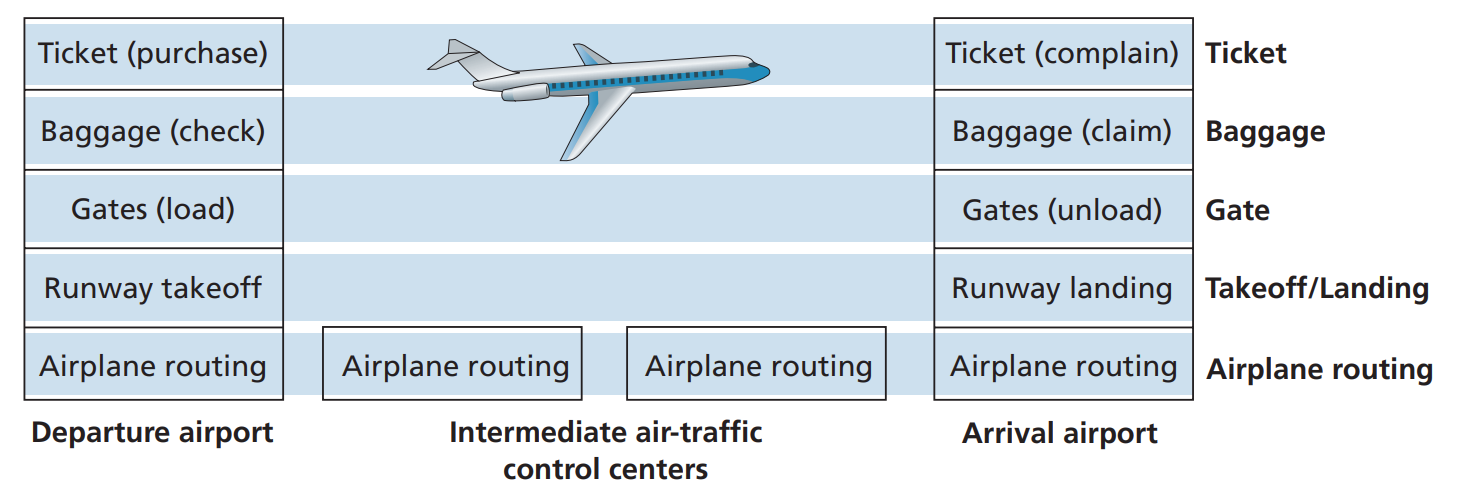 Ticket (purchase)
Ticket (complain)
Ticket
Baggage (check)
Baggage (claim)
Baggage
Gates (load)
Gates (unload)
Gate
Runway takeoff
Runway landing
Takeoff/Landing
Airplane routing
Airplane routing
Airplane routing
Airplane routing
Airplane routing
Departure airport
Intermediate air-traffic
control centers
Arrival airport